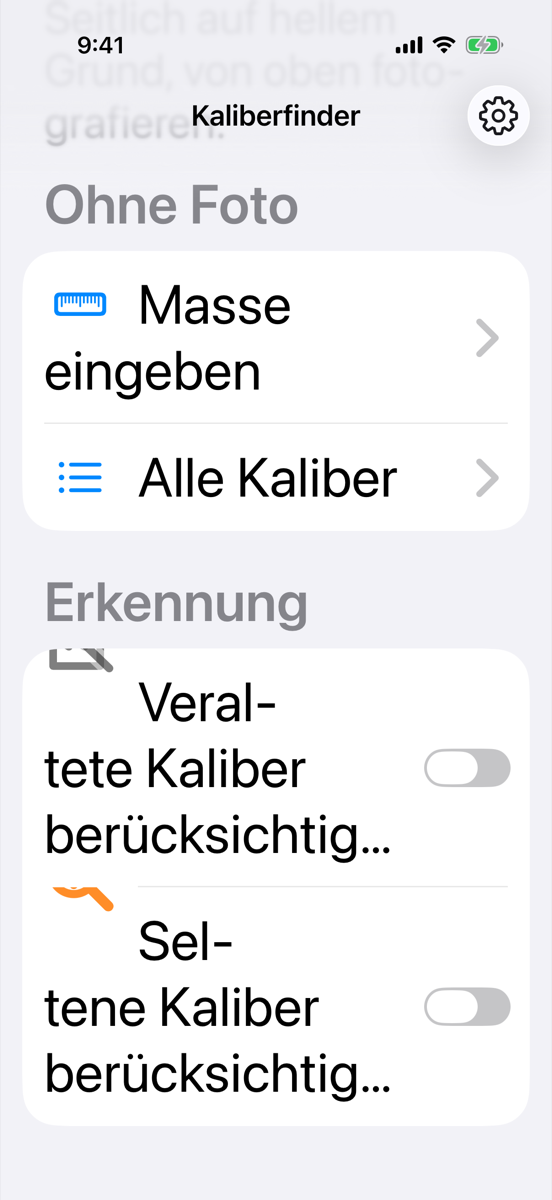 Seitlich auf hellem
9:41
Grund, von oben foto-
grafieren.
Kaliberfinder
Ohne Foto
Masse
eingeben
Alle Kaliber
Erkennung
Veral-
tete Kaliber
berücksichtig...
Sel-
tene Kaliber
berücksichtig...